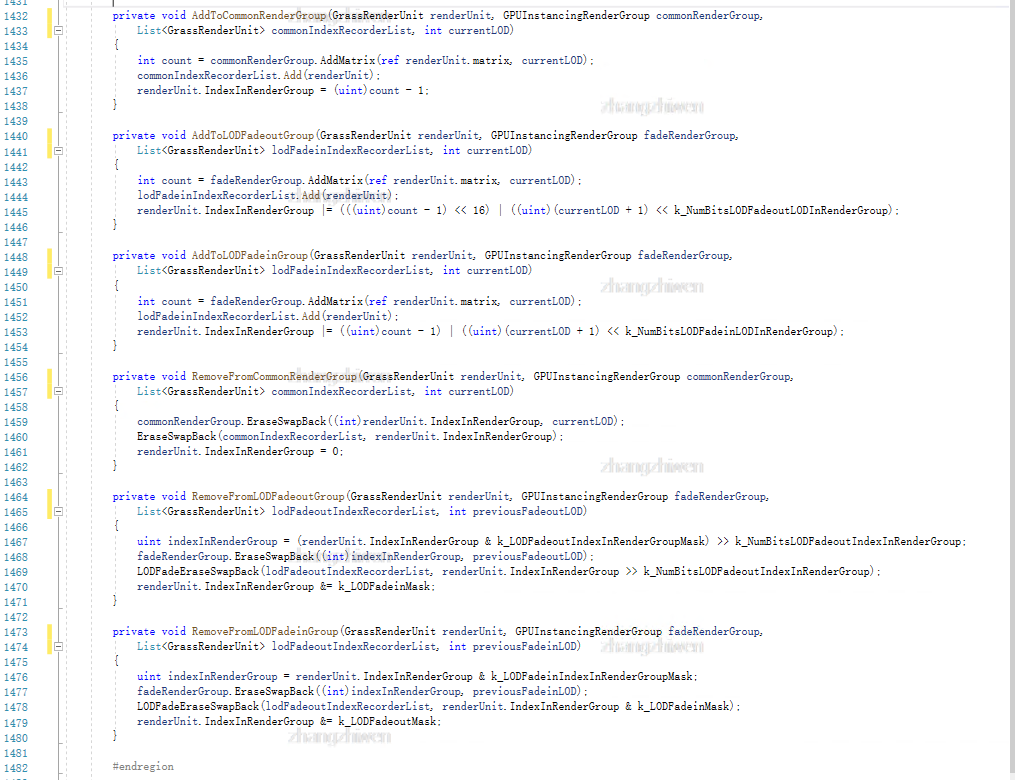 1431
1432 private void AddToCommonRenderGroup(GrassRenderUnit renderUnit, GPUInstancingRenderGroup commonRenderGroup,
1433 List<GrassRenderUnit> commonIndexRecorderList, int currentLOD)
1434 {
1435 int count = commonRenderGroup.AddMatrix(ref renderUnit.matrix, currentLOD);
1436 commonIndexRecorderList.Add(renderUnit);
1437 renderUnit.IndexInRenderGroup = (uint)count - 1;
1438 }
zhangzhiwen
1439
1440 private void AddToLODFadeoutGroup(GrassRenderUnit renderUnit, GPUInstancingRenderGroup fadeRenderGroup,
1441 List<GrassRenderUnit> lodFadeinIndexRecorderList, int currentLOD)
1442 {
1443 int count = fadeRenderGroup.AddMatrix(ref renderUnit.matrix, currentLOD);
1444 lodFadeinIndexRecorderList.Add(renderUnit);
1445 renderUnit.IndexInRenderGroup |= (((uint)count - 1) << 16) | ((uint)(currentLOD + 1) << k_NumBitsLODFadeoutLODInRenderGroup);
1446 }
1447
1448 private void AddToLODFadeinGroup(GrassRenderUnit renderUnit, GPUInstancingRenderGroup fadeRenderGroup,
1449 List<GrassRenderUnit> lodFadeinIndexRecorderList, int currentLOD)
1450 {
zhangzhiwen
1451 int count = fadeRenderGroup.AddMatrix(ref renderUnit.matrix, currentLOD);
1452 lodFadeinIndexRecorderList.Add(renderUnit);
1453 renderUnit.IndexInRenderGroup |= ((uint)count - 1) | ((uint)(currentLOD + 1) << k_NumBitsLODFadeinLODInRenderGroup);
1454 }
1455
1456 private void RemoveFromCommonRenderGroup(GrassRenderUnit renderUnit, GPUInstancingRenderGroup commonRenderGroup,
1457 List<GrassRenderUnit> commonIndexRecorderList, int currentLOD)
1458 {
1459 commonRenderGroup.EraseSwapBack((int)renderUnit.IndexInRenderGroup, currentLOD);
1460 EraseSwapBack(commonIndexRecorderList, renderUnit.IndexInRenderGroup);
1461 renderUnit.IndexInRenderGroup = 0;
1462 }
zhangzhiwen
1463
1464 private void RemoveFromLODFadeoutGroup(GrassRenderUnit renderUnit, GPUInstancingRenderGroup fadeRenderGroup,
1465 List<GrassRenderUnit> lodFadeoutIndexRecorderList, int previousFadeoutLOD)
1466 {
1467 uint indexInRenderGroup = (renderUnit.IndexInRenderGroup & k_LODFadeoutIndexInRenderGroupMask) >> k_NumBitsLODFadeoutIndexInRenderGroup;
1468 fadeRenderGroup.EraseSwapBack((int)indexInRenderGroup, previousFadeoutLOD);
1469 LODFadeEraseSwapBack(lodFadeoutIndexRecorderList, renderUnit.IndexInRenderGroup >> k_NumBitsLODFadeoutIndexInRenderGroup);
1470 renderUnit.IndexInRenderGroup &= k_LODFadeinMask;
1471 }
1472
1473 private void RemoveFromLODFadeinGroup(GrassRenderUnit renderUnit, GPUInstancingRenderGroup fadeRenderGroup,
1474 List<GrassRenderUnit> lodFadeoutIndexRecorderList, int previousFadeinLOD)
zhangzhiwen
1475 {
1476 uint indexInRenderGroup = renderUnit.IndexInRenderGroup & k_LODFadeinIndexInRenderGroupMask;
1477 fadeRenderGroup.EraseSwapBack((int)indexInRenderGroup, previousFadeinLOD);
1478 LODFadeEraseSwapBack(lodFadeoutIndexRecorderList, renderUnit.IndexInRenderGroup & k_LODFadeinMask);
1479 renderUnit.IndexInRenderGroup &= k_LODFadeoutMask;
1480 }
zhangzhiwen
1481
1482 #endregion